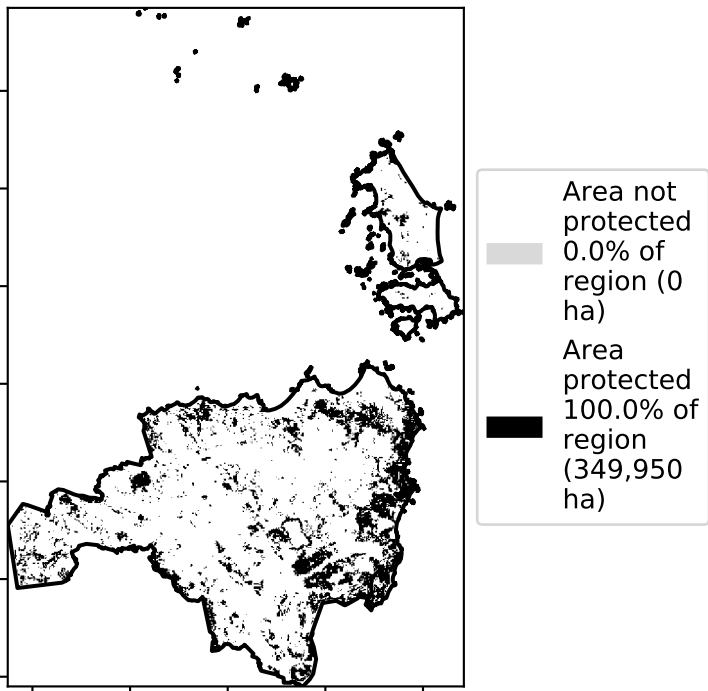 Area not
protected
0.0% of
region (0
ha)
Area
protected
100.0% of
region
(349,950
ha)